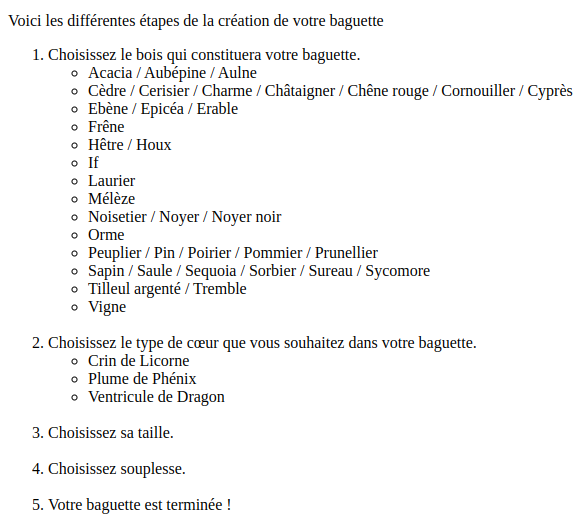 Voici les différentes étapes de la création de votre baguette
1. Choisissez le bois qui constituera votre baguette.
Acacia / Aubépine / Aulne
Cèdre / Cerisier / Charme / Châtaigner / Chêne rouge / Cornouiller / Cyprès
Ebène / Epicéa / Erable
Frêne
Hêtre / Houx
If
Laurier
Mélèze
Noisetier / Noyer / Noyer noir
Orme
Peuplier / Pin / Poirier / Pommier / Prunellier
Sapin / Saule / Sequoia / Sorbier / Sureau / Sycomore
Tilleul argenté / Tremble
Vigne
2. Choisissez le type de cœur que vous souhaitez dans votre baguette.
Crin de Licorne
Plume de Phénix
Ventricule de Dragon
3. Choisissez sa taille.
4. Choisissez souplesse.
5. Votre baguette est terminée !